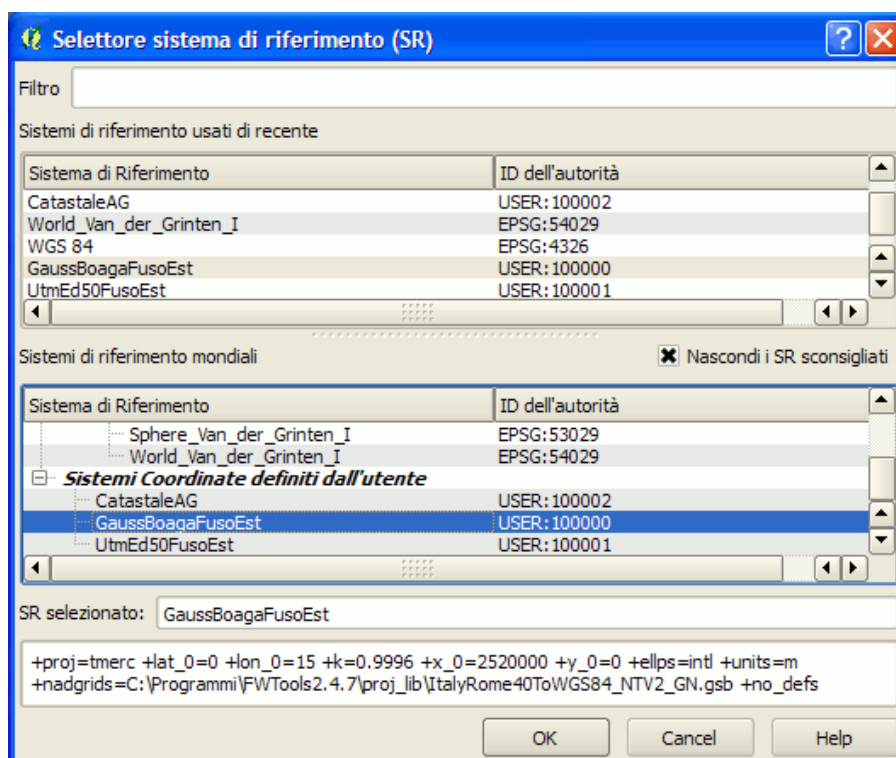 Selettore sistema di riferimento (SR)
Filtro
Sistemi di riferimento usati di recente
Sistema di Riferimento ID dell'autorità
CatastaleAG USER:100002
World_Van_der_Grinten_I EPSG:54029
WGS 84 EPSG:4326
GaussBoagaFusoEst USER:100000
UtmEd50FusoEst USER:100001
Sistemi di riferimento mondiali Nascondi i SR sconsigliati
Sistema di Riferimento ID dell'autorità
Sphere_Van_der_Grinten_I EPSG:53029
World_Van_der_Grinten_I EPSG:54029
Sistemi Coordinate definiti dall'utente
CatastaleAG USER:100002
GaussBoagaFusoEst USER:100000
UtmEd50FusoEst USER:100001
SR selezionato: GaussBoagaFusoEst
+proj=tmerc +lat_0=0 +lon_0=15 +k=0.9996 +x_0=2520000 +y_0=0 +ellps=intl +units=m
+nadgrids=C:\Programmi\FWTools2.4.7\proj_lib\ItalyRome40ToWGS84_NTV2_GN.gsb +no_defs
OK Cancel Help